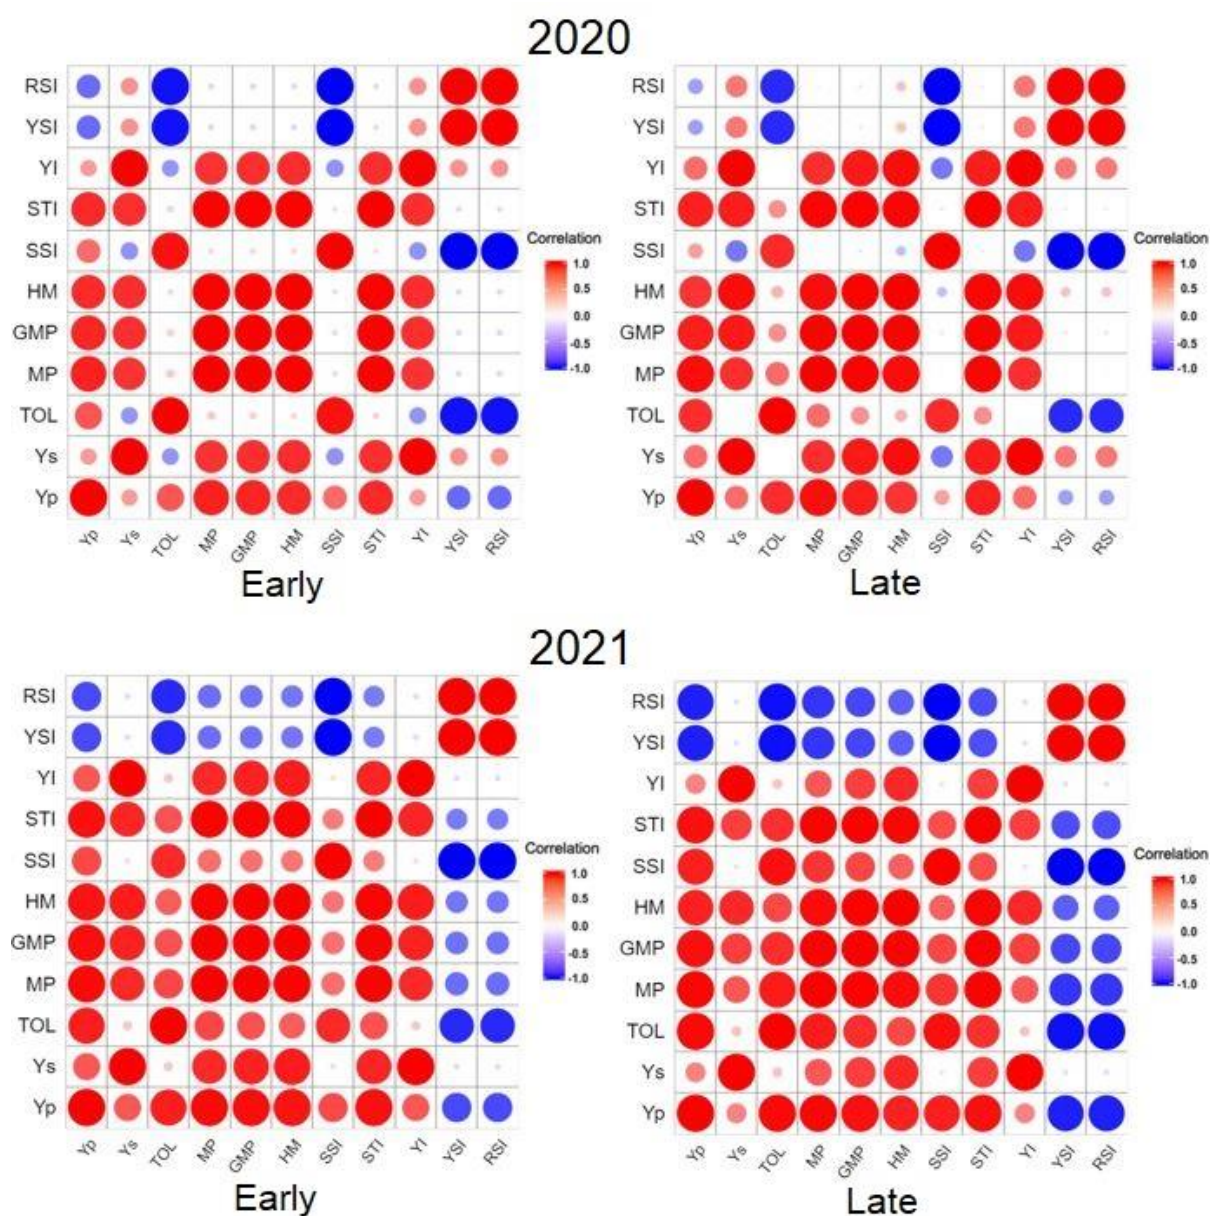 2020
RSI
YSI
YI
STI
SSI
HM
GMP
MP
TOL
Ys
Yp
Yp Ys TOL MP GMP HM SSI STI YI YSI RSI
Early
Correlation
1.0
0.5
0.0
-0.5
-1.0
RSI
YSI
YI
STI
SSI
HM
GMP
MP
TOL
Ys
Yp
Yp Ys TOL MP GMP HM SSI STI YI YSI RSI
Late
Correlation
1.0
0.5
0.0
-0.5
-1.0
2021
RSI
YSI
YI
STI
SSI
HM
GMP
MP
TOL
Ys
Yp
Yp Ys TOL MP GMP HM SSI STI YI YSI RSI
Early
Correlation
1.0
0.5
0.0
-0.5
-1.0
RSI
YSI
YI
STI
SSI
HM
GMP
MP
TOL
Ys
Yp
Yp Ys TOL MP GMP HM SSI STI YI YSI RSI
Late
Correlation
1.0
0.5
0.0
-0.5
-1.0